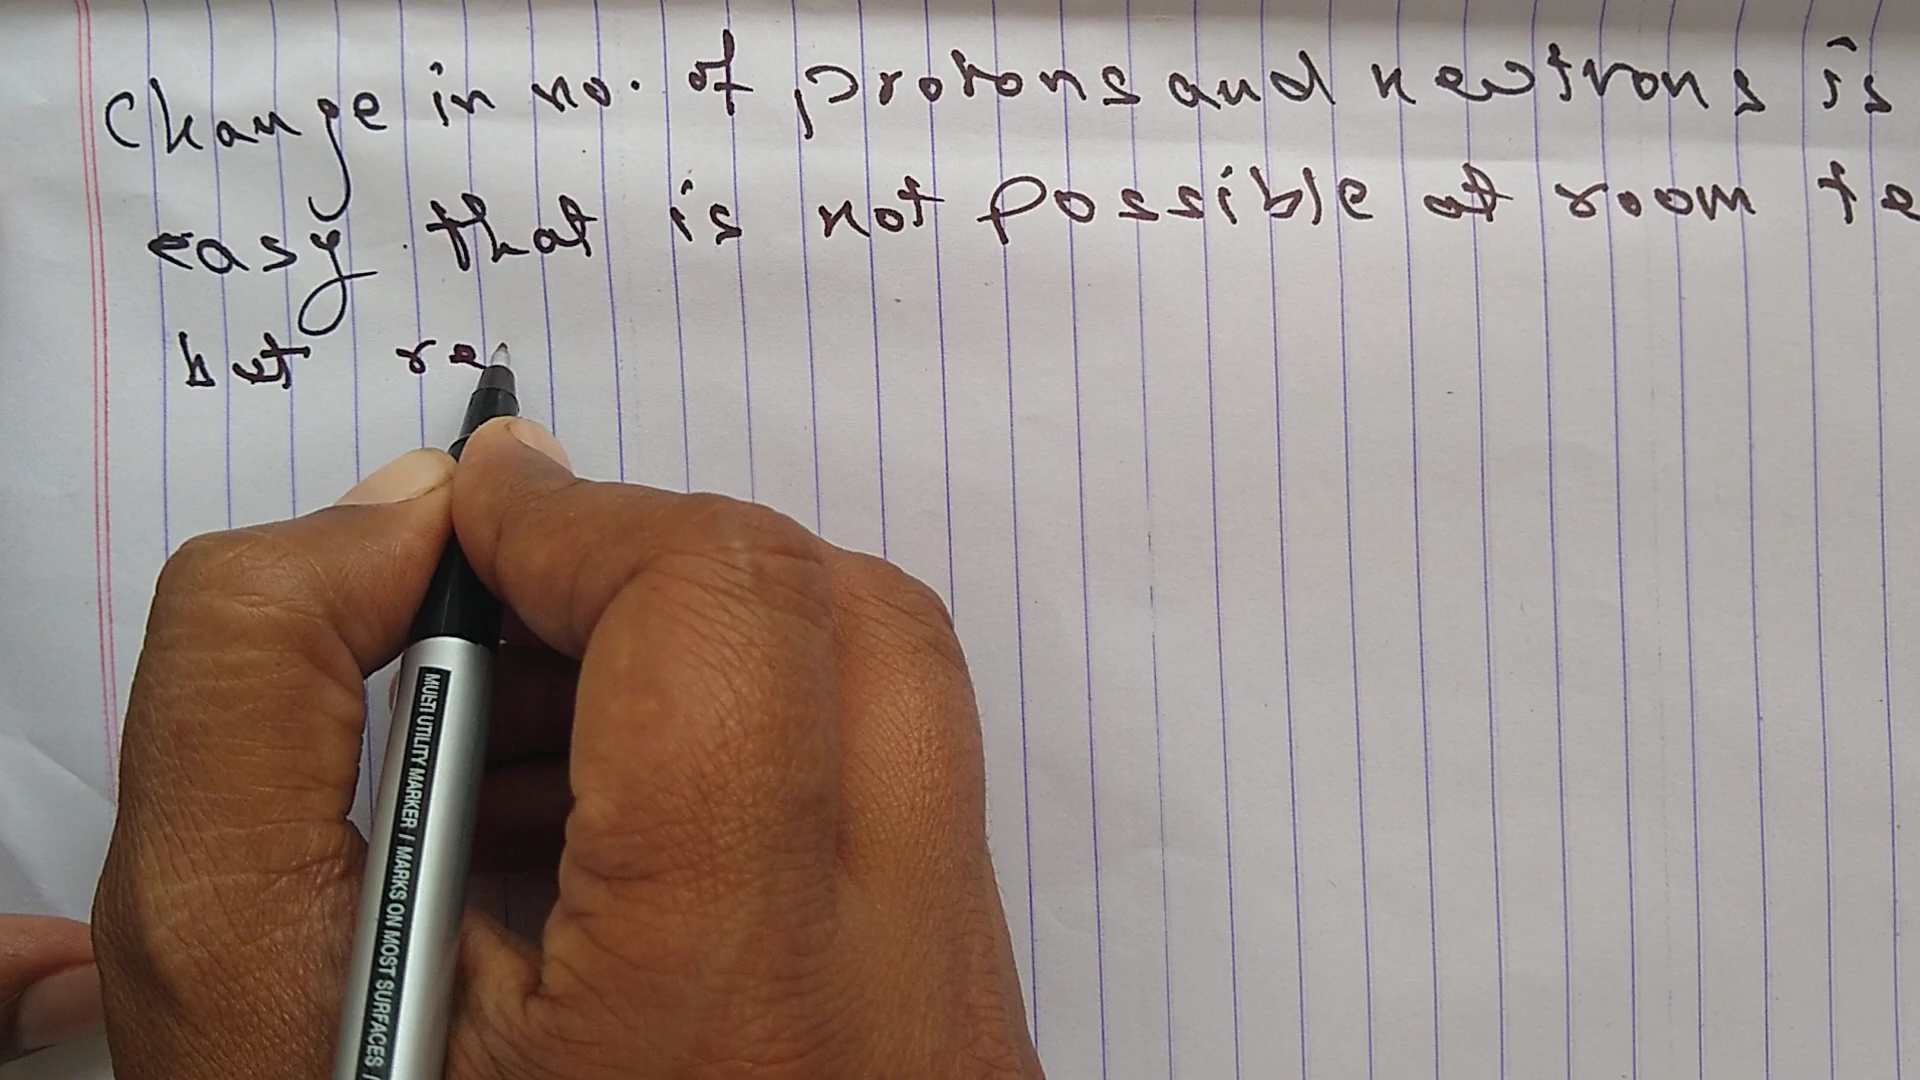 Change in no. of protons and neutrons is
easy. that is not possible at room te
but re
MULTI UTILITY MARKER / MARKS ON MOST SURFACES /